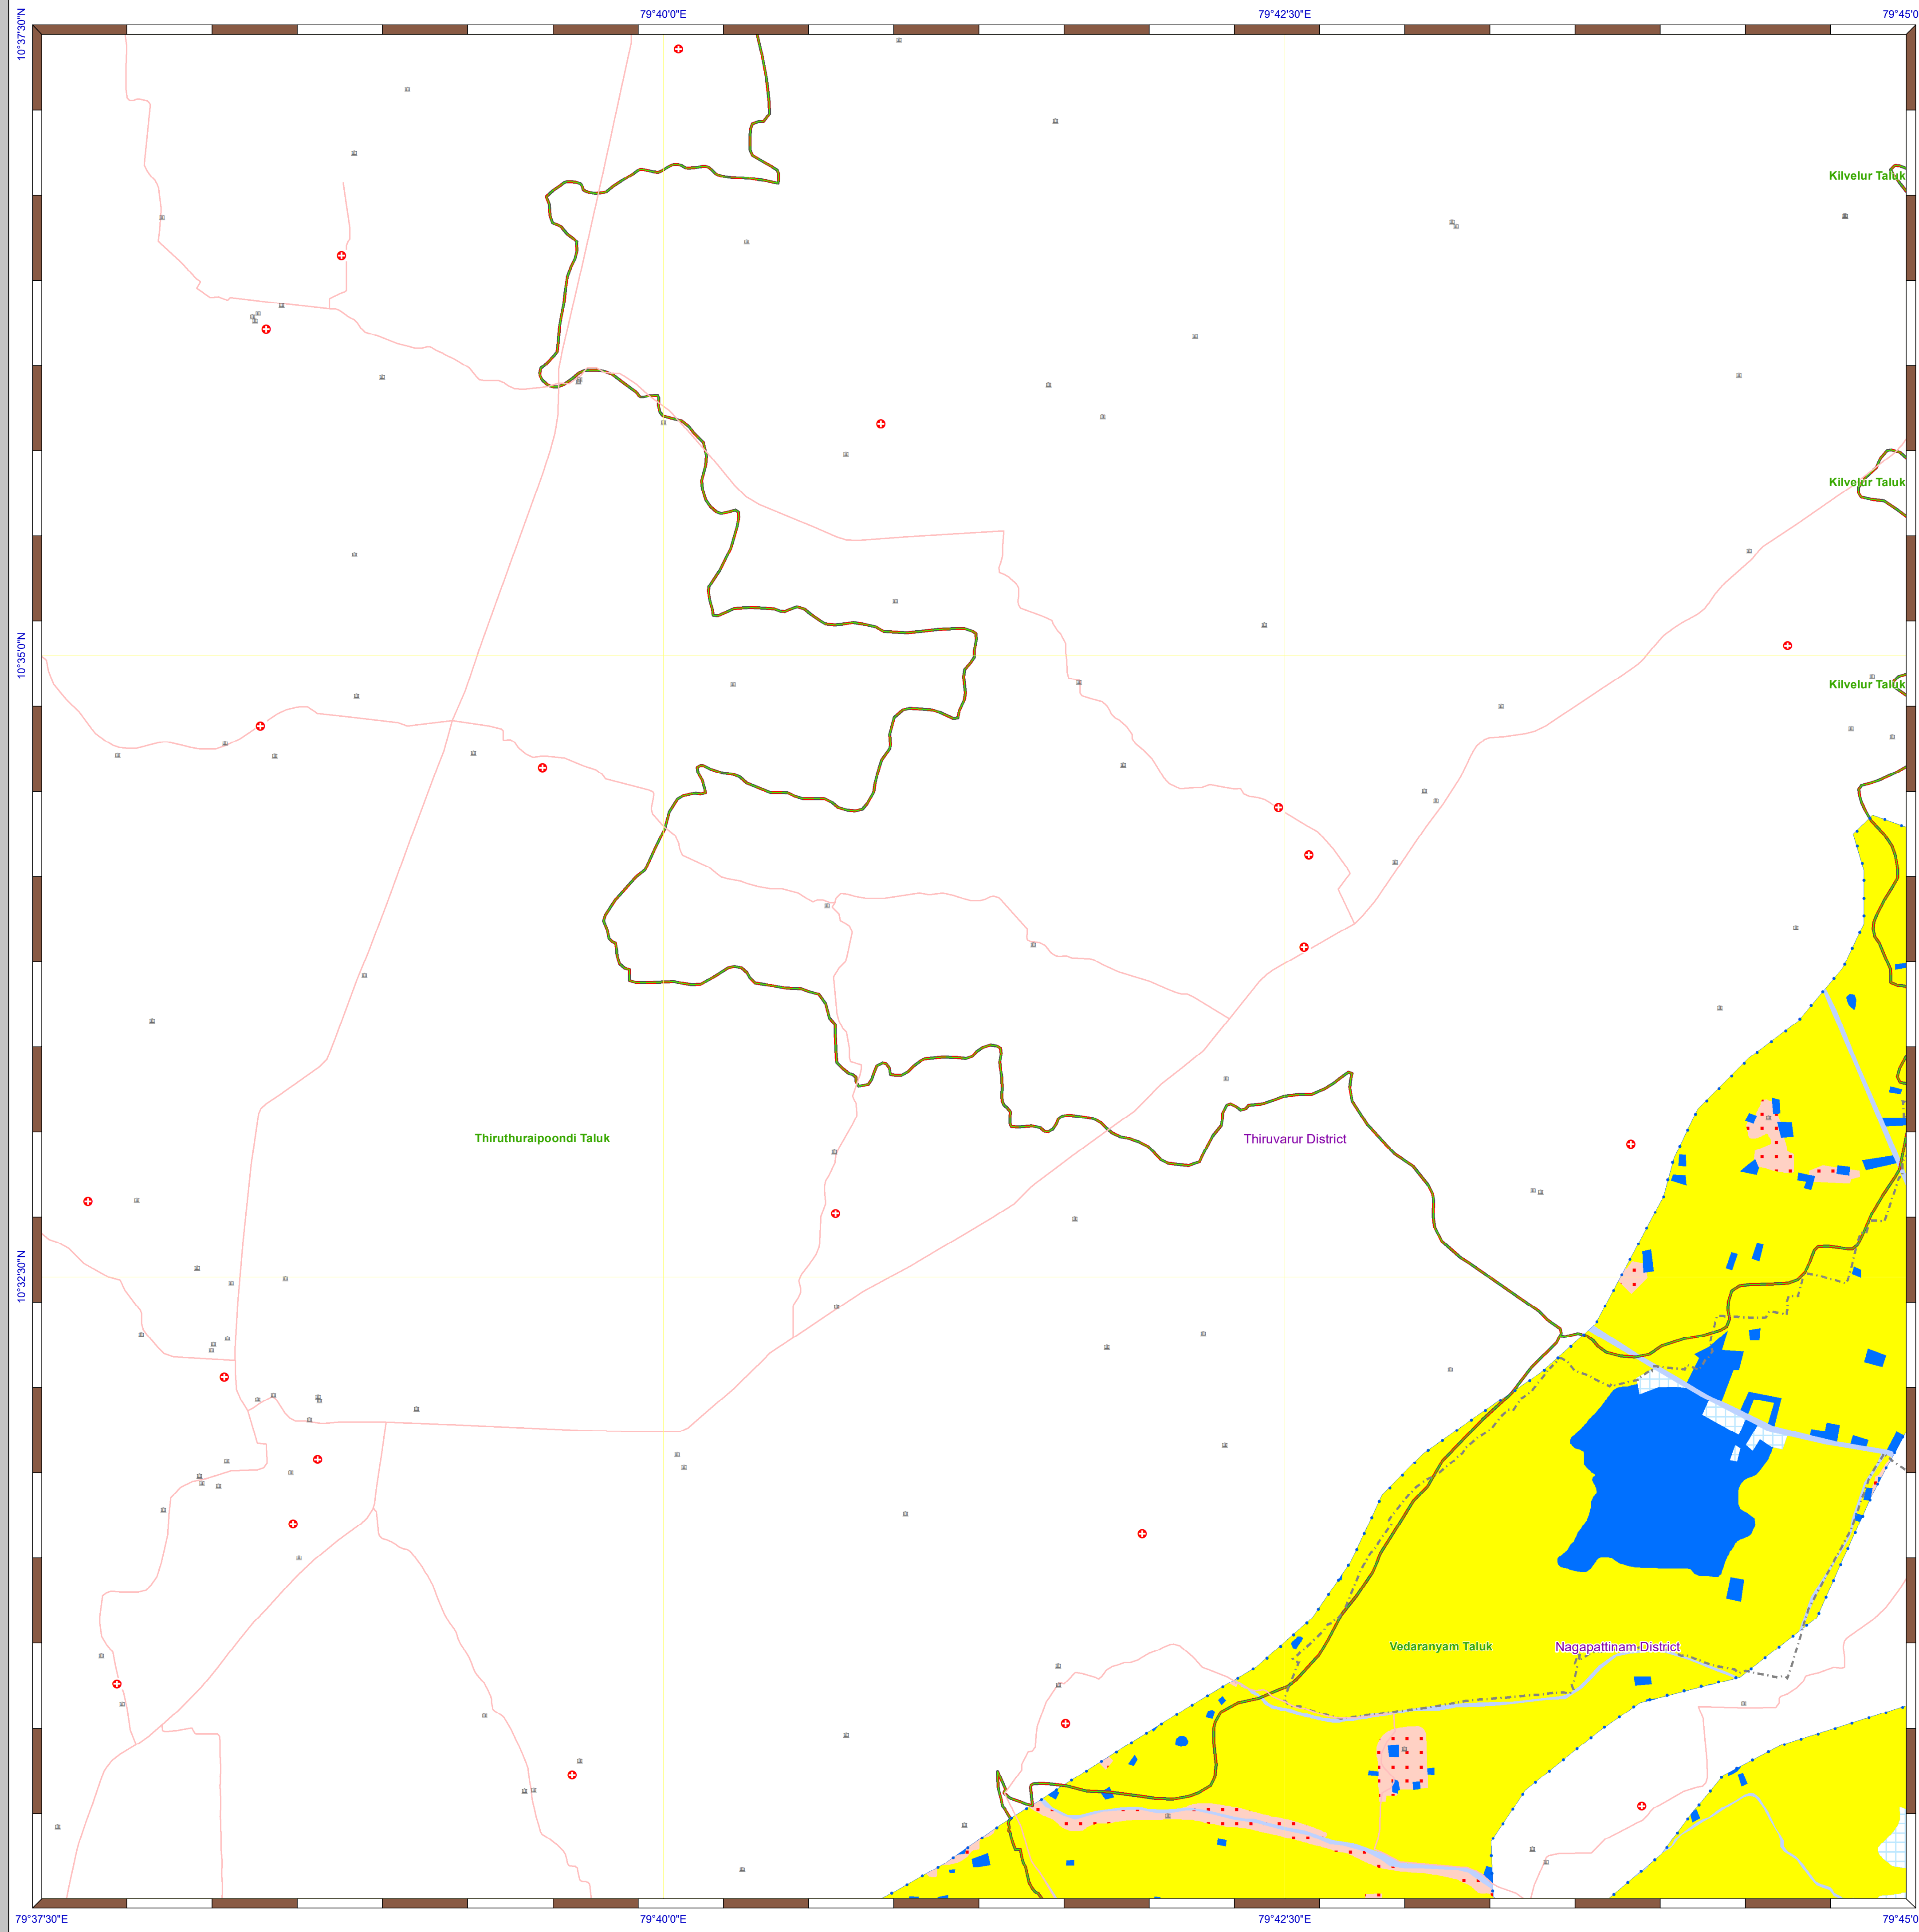 79°40'0"E
79°42'30"E
79°45'0
10°37'30"N
Kilvelur Taluk
Kilvelur Taluk
10°35'0"N
Kilvelur Taluk
Thiruthuraipoondi Taluk
Thiruvarur District
10°32'30"N
Vedaranyam Taluk
Nagapattinam District
79°37'30"E
79°40'0"E
79°42'30"E
79°45'0